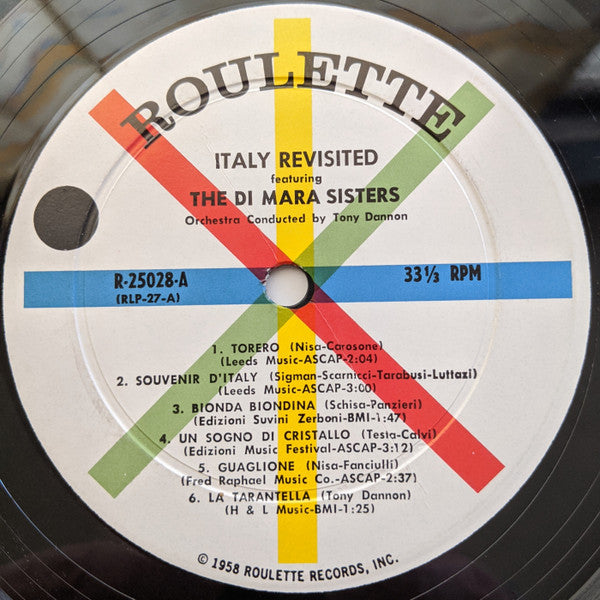 ROULETTE
ITALY REVISITED
featuring
THE DI MARA SISTERS
Orchestra Conducted by Tony Dannon
R-25028-A 33⅓ RPM
(RLP-27-A)
1. TORERO (Nisa-Carosone)
(Leeds Music-ASCAP-2:04)
2. SOUVENIR D'ITALY (Sigman-Scarnicci-Tarabusi-Luttazi)
(Leeds Music-ASCAP-3:00)
3. BIONDA BIONDINA (Schisa-Panzieri)
(Edizioni Suvini Zerboni-BMI-1:47)
4. UN SOGNO DI CRISTALLO (Testa-Calvi)
(Edizioni Music Festival-ASCAP-3:12)
5. GUAGLIONE (Nisa-Fanciulli)
(Fred Raphael Music Co.-ASCAP-2:37)
6. LA TARANTELLA (Tony Dannon)
(H & L Music-BMI-1:25)
© 1958 ROULETTE RECORDS, INC.